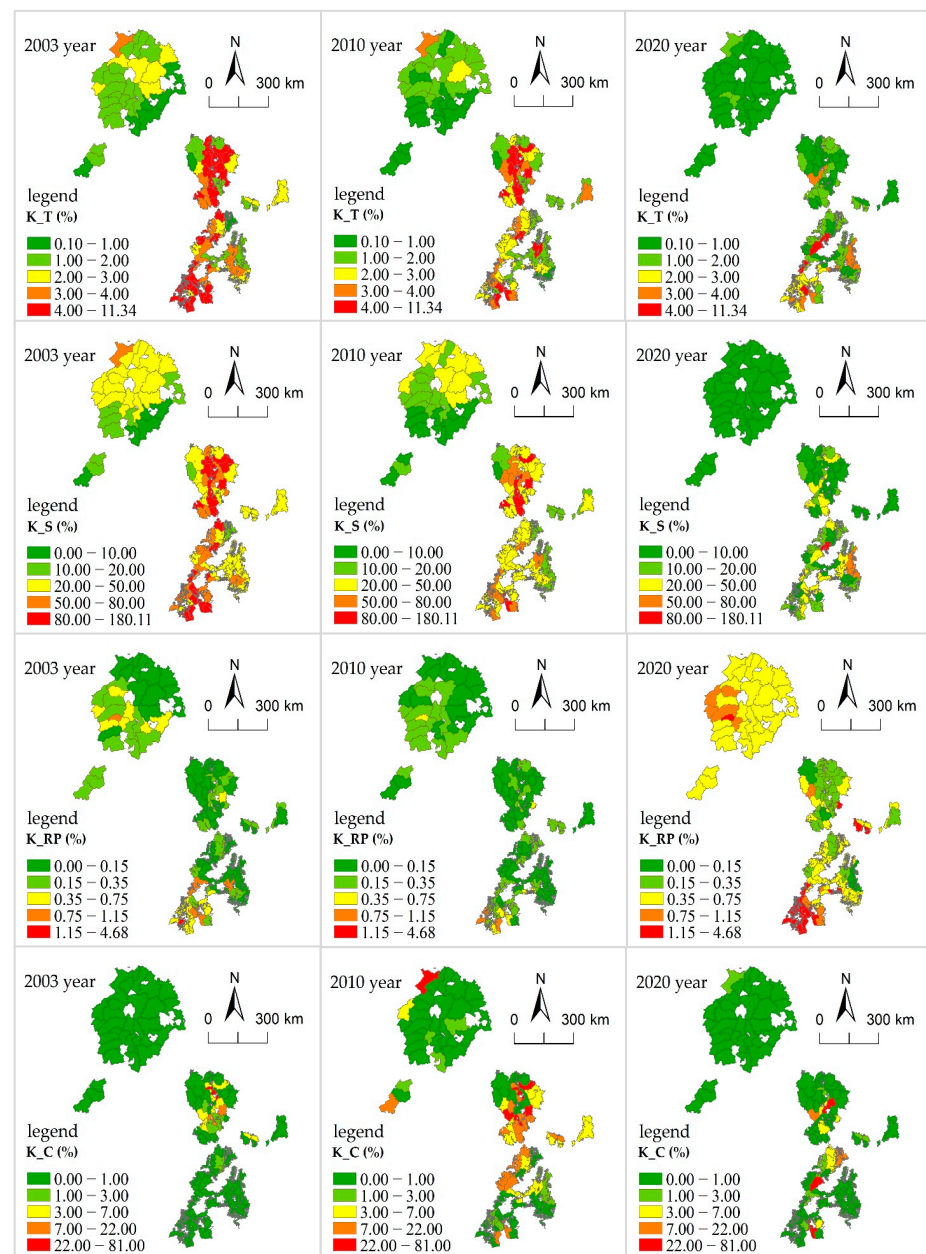 2003 year
N
0 300 km
legend
K_T (%)
0.10 – 1.00
1.00 – 2.00
2.00 – 3.00
3.00 – 4.00
4.00 – 11.34
2010 year
N
0 300 km
legend
K_T (%)
0.10 – 1.00
1.00 – 2.00
2.00 – 3.00
3.00 – 4.00
4.00 – 11.34
2020 year
N
0 300 km
legend
K_T (%)
0.10 – 1.00
1.00 – 2.00
2.00 – 3.00
3.00 – 4.00
4.00 – 11.34
2003 year
N
0 300 km
legend
K_S (%)
0.00 – 10.00
10.00 – 20.00
20.00 – 50.00
50.00 – 80.00
80.00 – 180.11
2010 year
N
0 300 km
legend
K_S (%)
0.00 – 10.00
10.00 – 20.00
20.00 – 50.00
50.00 – 80.00
80.00 – 180.11
2020 year
N
0 300 km
legend
K_S (%)
0.00 – 10.00
10.00 – 20.00
20.00 – 50.00
50.00 – 80.00
80.00 – 180.11
2003 year
N
0 300 km
legend
K_RP (%)
0.00 – 0.15
0.15 – 0.35
0.35 – 0.75
0.75 – 1.15
1.15 – 4.68
2010 year
N
0 300 km
legend
K_RP (%)
0.00 – 0.15
0.15 – 0.35
0.35 – 0.75
0.75 – 1.15
1.15 – 4.68
2020 year
N
0 300 km
legend
K_RP (%)
0.00 – 0.15
0.15 – 0.35
0.35 – 0.75
0.75 – 1.15
1.15 – 4.68
2003 year
N
0 300 km
legend
K_C (%)
0.00 – 1.00
1.00 – 3.00
3.00 – 7.00
7.00 – 22.00
22.00 – 81.00
2010 year
N
0 300 km
legend
K_C (%)
0.00 – 1.00
1.00 – 3.00
3.00 – 7.00
7.00 – 22.00
22.00 – 81.00
2020 year
N
0 300 km
legend
K_C (%)
0.00 – 1.00
1.00 – 3.00
3.00 – 7.00
7.00 – 22.00
22.00 – 81.00